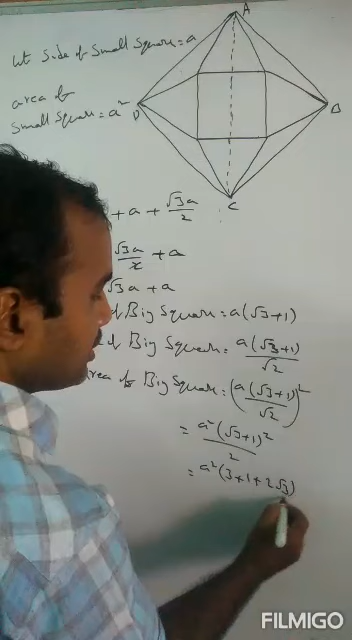 A
let Side of Small Square = a
area of
Small Square = a²
D
B
C
+ a + √3a/2
√3a/2 + a
√3a + a
Big Square = a(√3+1)
Big Square = a(√3+1)/√2
area of Big Square = (a(√3+1)/√2)²
= a²(√3+1)²/2
= a²(3+1+2√3)
FILMIGO